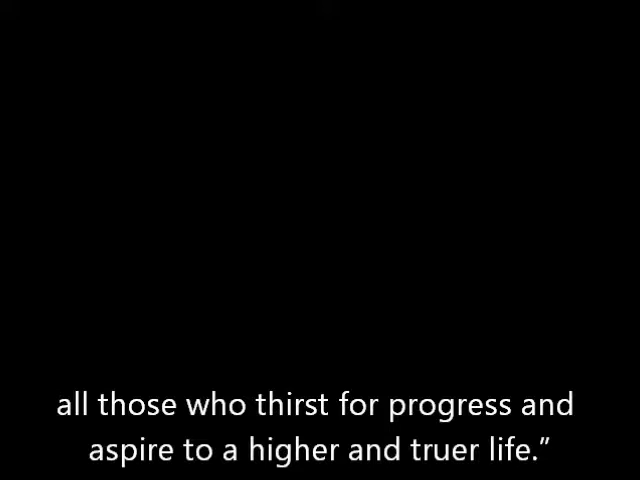 all those who thirst for progress and
aspire to a higher and truer life.”